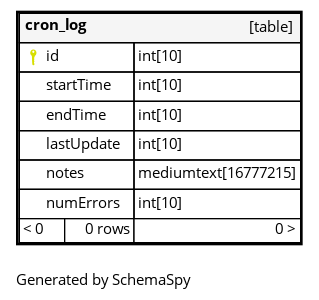 cron_log [table]
id int[10]
startTime int[10]
endTime int[10]
lastUpdate int[10]
notes mediumtext[16777215]
numErrors int[10]
< 0 0 rows 0 >
Generated by SchemaSpy